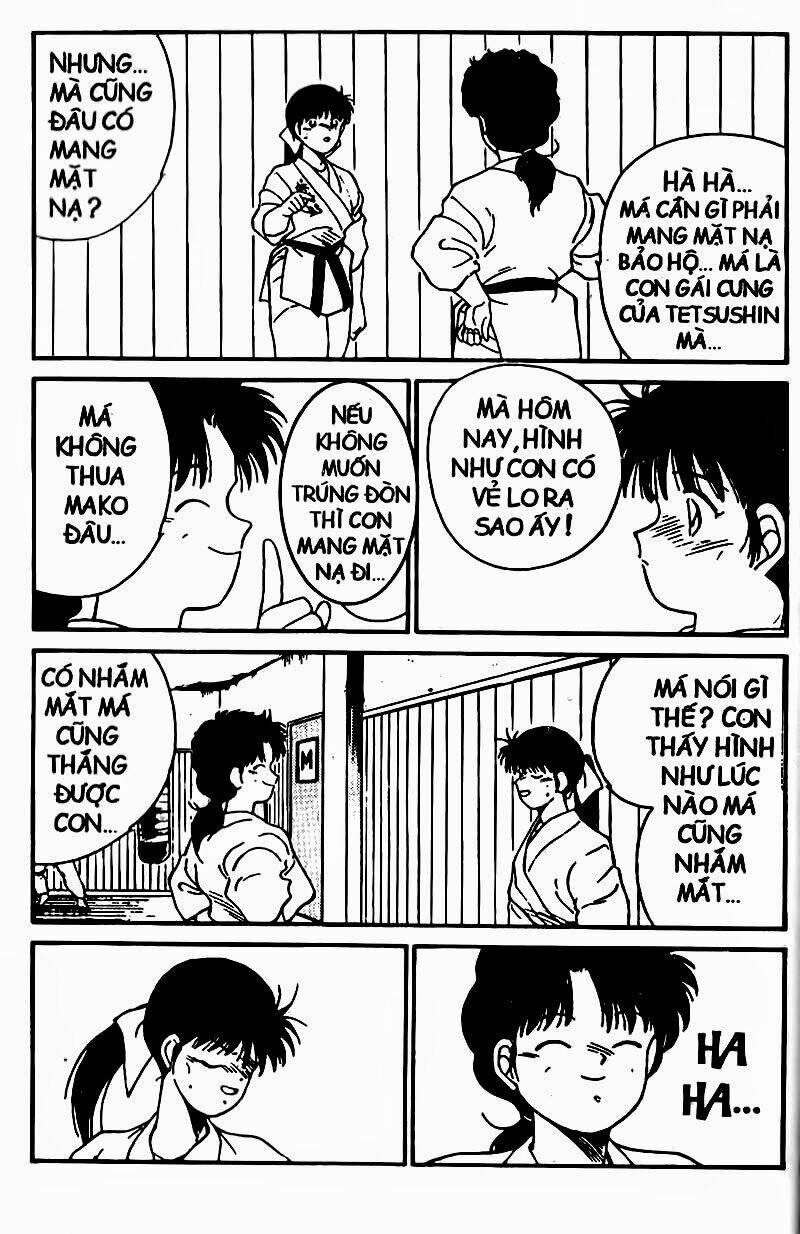 NHƯNG...
MÀ CŨNG
ĐÂU CÓ
MANG
MẶT
NẠ?
HÀ HÀ...
MÁ CẦN GÌ PHẢI
MANG MẶT NẠ
BẢO HỘ... MÁ LÀ
CON GÁI CƯNG
CỦA TETSUSHIN
MÀ...
MÁ
KHÔNG
THUA
MAKO
ĐÂU...
NẾU
KHÔNG
MUỐN
TRÚNG ĐÒN
THÌ CON
MANG MẶT
NẠ ĐI...
MÀ HÔM
NAY, HÌNH
NHƯ CON CÓ
VẺ LO RA
SAO ẤY!
CÓ NHẮM
MẮT MÁ
CŨNG
THẮNG
ĐƯỢC
CON...
M
MÁ NÓI GÌ
THẾ? CON
THẤY HÌNH
NHƯ LÚC
NÀO MÁ
CŨNG
NHẮM
MẮT...
HA
HA...